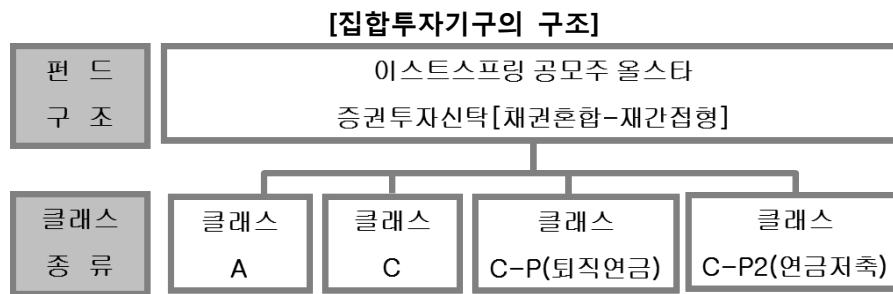 [집합투자기구의 구조]
펀 드
구 조
이스트스프링 공모주 올스타
증권투자신탁[채권혼합-재간접형]
클래스
종 류
클래스
A
클래스
C
클래스
C-P(퇴직연금)
클래스
C-P2(연금저축)